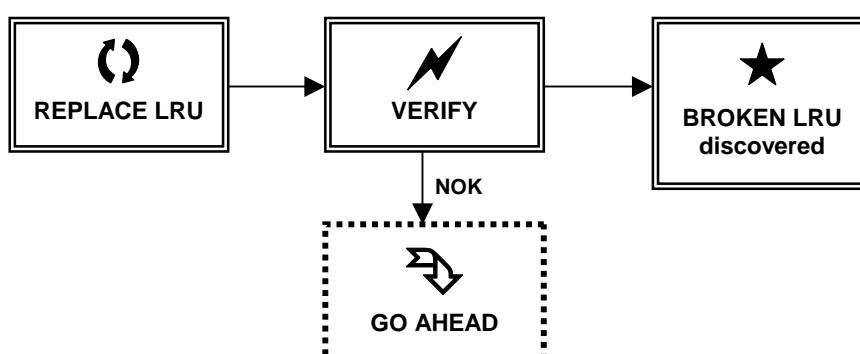 REPLACE LRU
VERIFY
BROKEN LRU
discovered
NOK
GO AHEAD